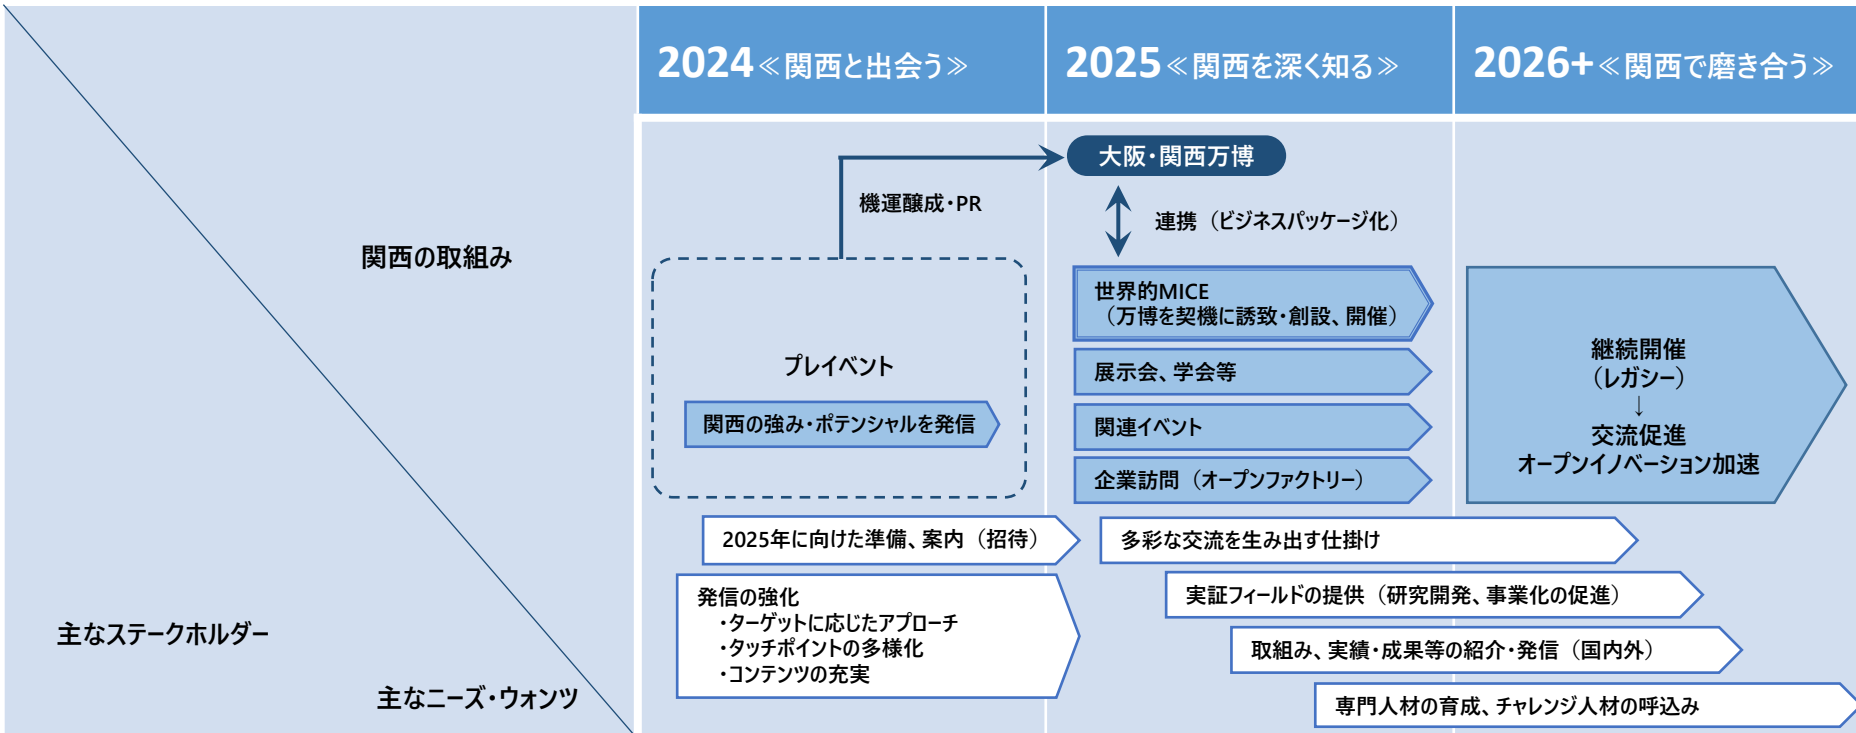 2024≪関西と出会う≫
2025≪関西を深く知る≫
2026+≪関西で磨き合う≫
関西の取組み
主なステークホルダー
主なニーズ・ウォンツ
機運醸成・PR
プレイベント
関西の強み・ポテンシャルを発信
大阪・関西万博
連携（ビジネスパッケージ化）
世界的MICE
（万博を契機に誘致・創設、開催）
展示会、学会等
関連イベント
企業訪問（オープンファクトリー）
継続開催
（レガシー）
↓
交流促進
オープンイノベーション加速
2025年に向けた準備、案内（招待）
発信の強化
・ターゲットに応じたアプローチ
・タッチポイントの多様化
・コンテンツの充実
多彩な交流を生み出す仕掛け
実証フィールドの提供（研究開発、事業化の促進）
取組み、実績・成果等の紹介・発信（国内外）
専門人材の育成、チャレンジ人材の呼込み